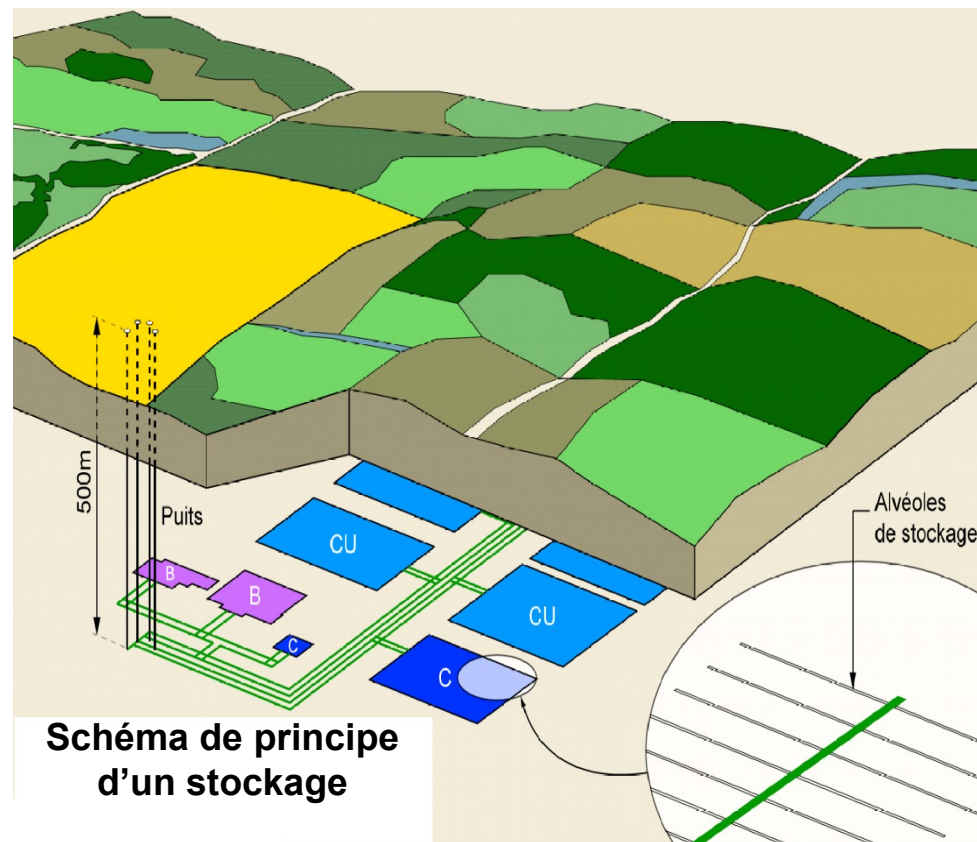 500m
Puits
B
B
C
CU
CU
C
Alvéoles
de stockage
Schéma de principe
d’un stockage